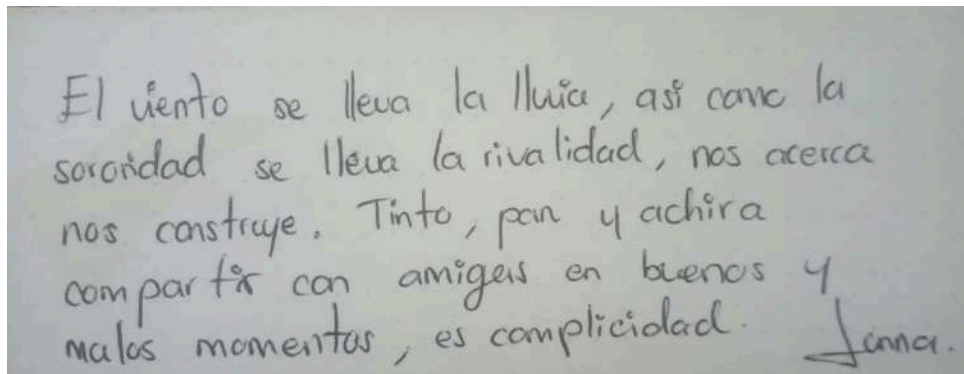 El viento se lleva la lluvia, asi como la
sororidad se lleva la rivalidad, nos acerca
nos construye. Tinto, pan y achira
compartir con amigas en buenos y
malos momentos, es complicidad. Janna.